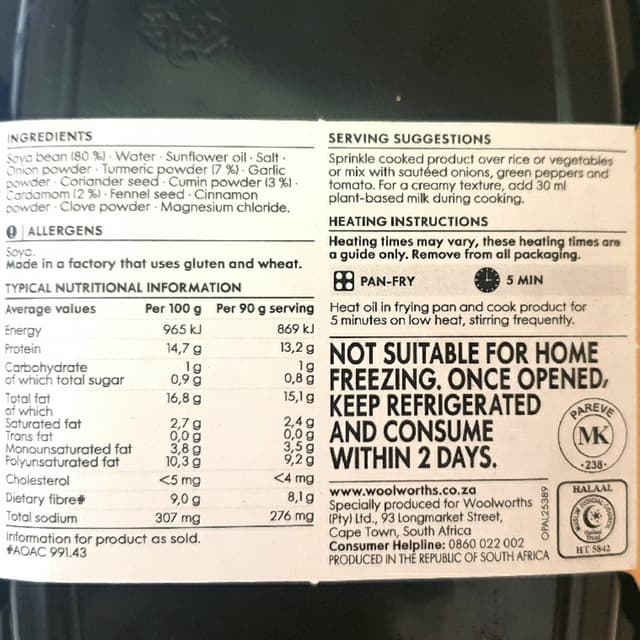 INGREDIENTS
Soya bean (80 %) · Water · Sunflower oil · Salt ·
Onion powder · Turmeric powder (7 %) · Garlic
powder · Coriander seed · Cumin powder (3 %) ·
Cardamom (2 %) · Fennel seed · Cinnamon
powder · Clove powder · Magnesium chloride.
ALLERGENS
Soya.
Made in a factory that uses gluten and wheat.
TYPICAL NUTRITIONAL INFORMATION
Average values Per 100 g Per 90 g serving
Energy 965 kJ 869 kJ
Protein 14,7 g 13,2 g
Carbohydrate 1 g 1 g
of which total sugar 0,9 g 0,8 g
Total fat 16,8 g 15,1 g
of which
Saturated fat 2,7 g 2,4 g
Trans fat 0,0 g 0,0 g
Monounsaturated fat 3,8 g 3,5 g
Polyunsaturated fat 10,3 g 9,2 g
Cholesterol <5 mg <4 mg
Dietary fibre# 9,0 g 8,1 g
Total sodium 307 mg 276 mg
Information for product as sold.
#AOAC 991.43
SERVING SUGGESTIONS
Sprinkle cooked product over rice or vegetables
or mix with sautéed onions, green peppers and
tomato. For a creamy texture, add 30 ml
plant-based milk during cooking.
HEATING INSTRUCTIONS
Heating times may vary, these heating times are
a guide only. Remove from all packaging.
PAN-FRY 5 MIN
Heat oil in frying pan and cook product for
5 minutes on low heat, stirring frequently.
NOT SUITABLE FOR HOME
FREEZING. ONCE OPENED,
KEEP REFRIGERATED
AND CONSUME
WITHIN 2 DAYS.
PAREVE
MK
·238·
www.woolworths.co.za
Specially produced for Woolworths
(Pty) Ltd., 93 Longmarket Street,
Cape Town, South Africa
Consumer Helpline: 0860 022 002
PRODUCED IN THE REPUBLIC OF SOUTH AFRICA
OPAL25389
HALAAL
MUSLIM JUDICIAL COUNCIL
Halaal
Trust
HT 5842